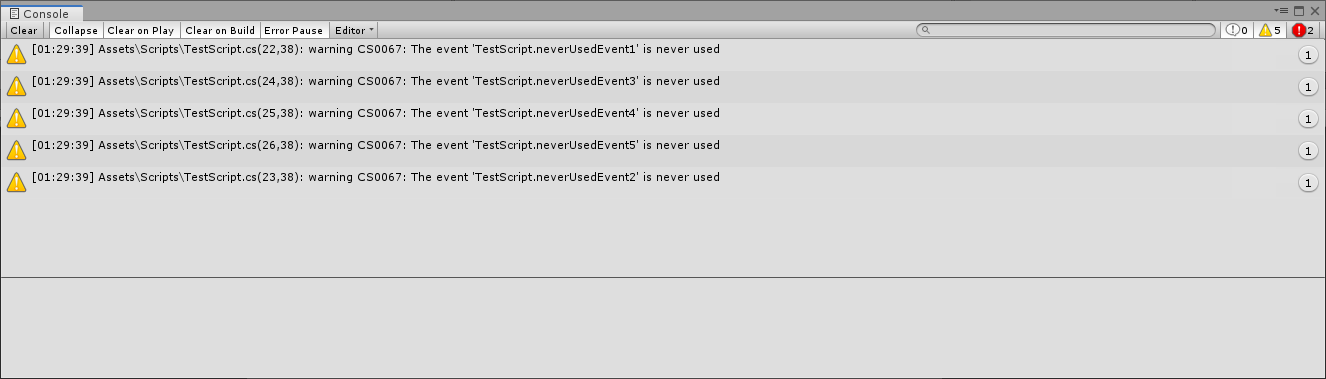 Console
Clear Collapse Clear on Play Clear on Build Error Pause Editor 0 5 2
[01:29:39] Assets\Scripts\TestScript.cs(22,38): warning CS0067: The event 'TestScript.neverUsedEvent1' is never used 1
[01:29:39] Assets\Scripts\TestScript.cs(24,38): warning CS0067: The event 'TestScript.neverUsedEvent3' is never used 1
[01:29:39] Assets\Scripts\TestScript.cs(25,38): warning CS0067: The event 'TestScript.neverUsedEvent4' is never used 1
[01:29:39] Assets\Scripts\TestScript.cs(26,38): warning CS0067: The event 'TestScript.neverUsedEvent5' is never used 1
[01:29:39] Assets\Scripts\TestScript.cs(23,38): warning CS0067: The event 'TestScript.neverUsedEvent2' is never used 1